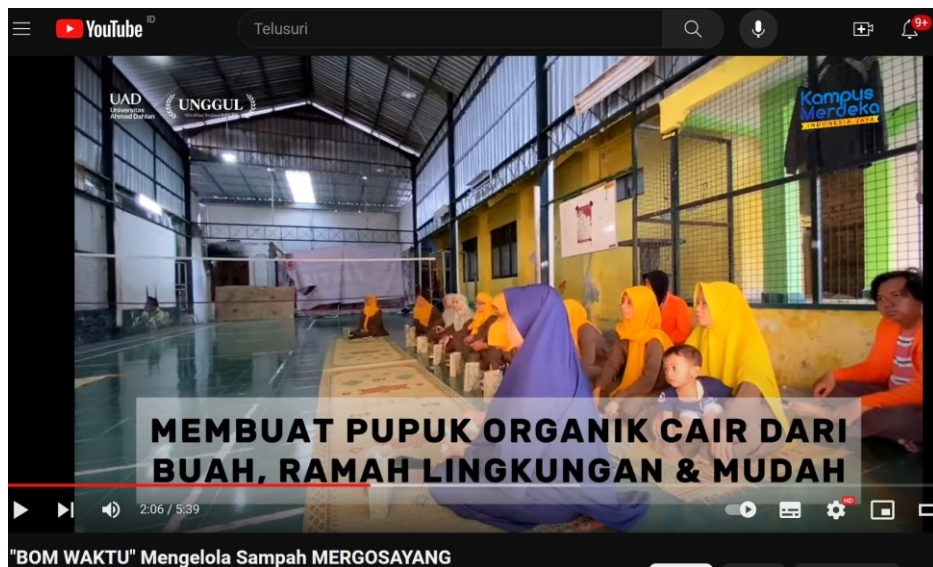 YouTube ID
Telusuri
9+
UAD
Universitas
Ahmad Dahlan
UNGGUL
Kampus
Merdeka
INDONESIA JAYA
MEMBUAT PUPUK ORGANIK CAIR DARI
BUAH, RAMAH LINGKUNGAN & MUDAH
2:06 / 5:39
HD
"BOM WAKTU" Mengelola Sampah MERGOSAYANG